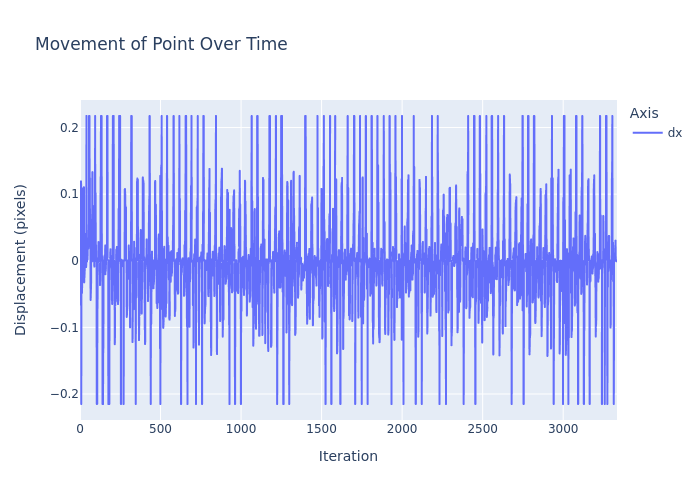 Movement of Point Over Time
Axis
dx
0.2
0.1
0
−0.1
−0.2
Displacement (pixels)
0
500
1000
1500
2000
2500
3000
Iteration